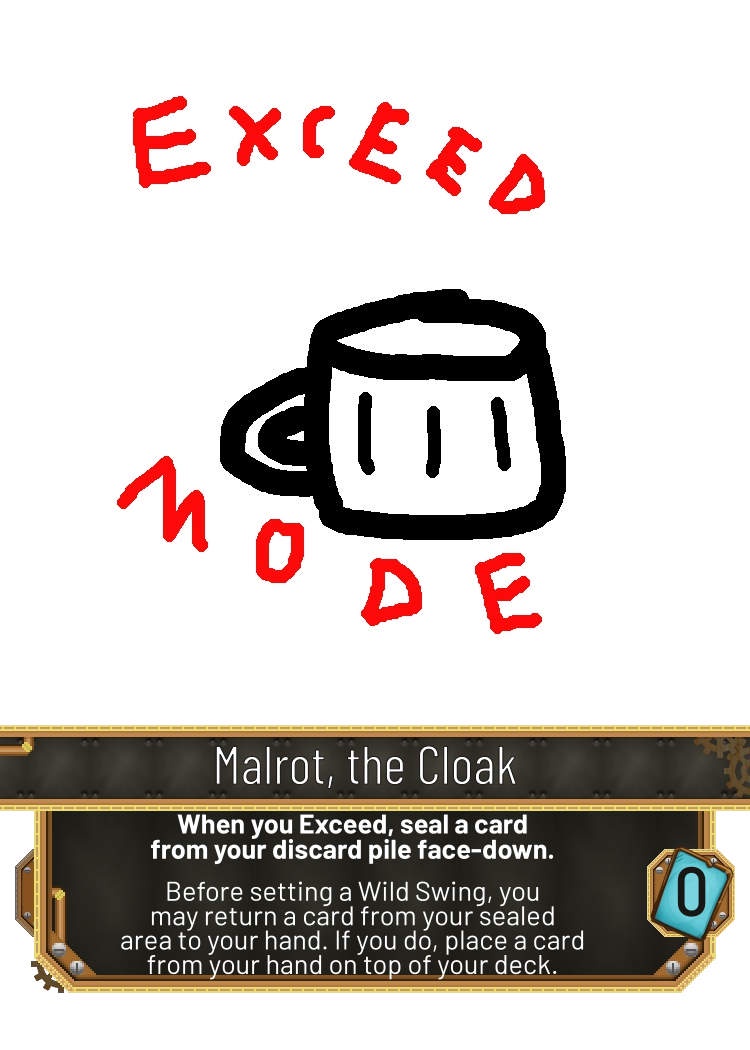 EXCEED
MODE
Malrot, the Cloak
When you Exceed, seal a card
from your discard pile face-down.
0
Before setting a Wild Swing, you
may return a card from your sealed
area to your hand. If you do, place a card
from your hand on top of your deck.